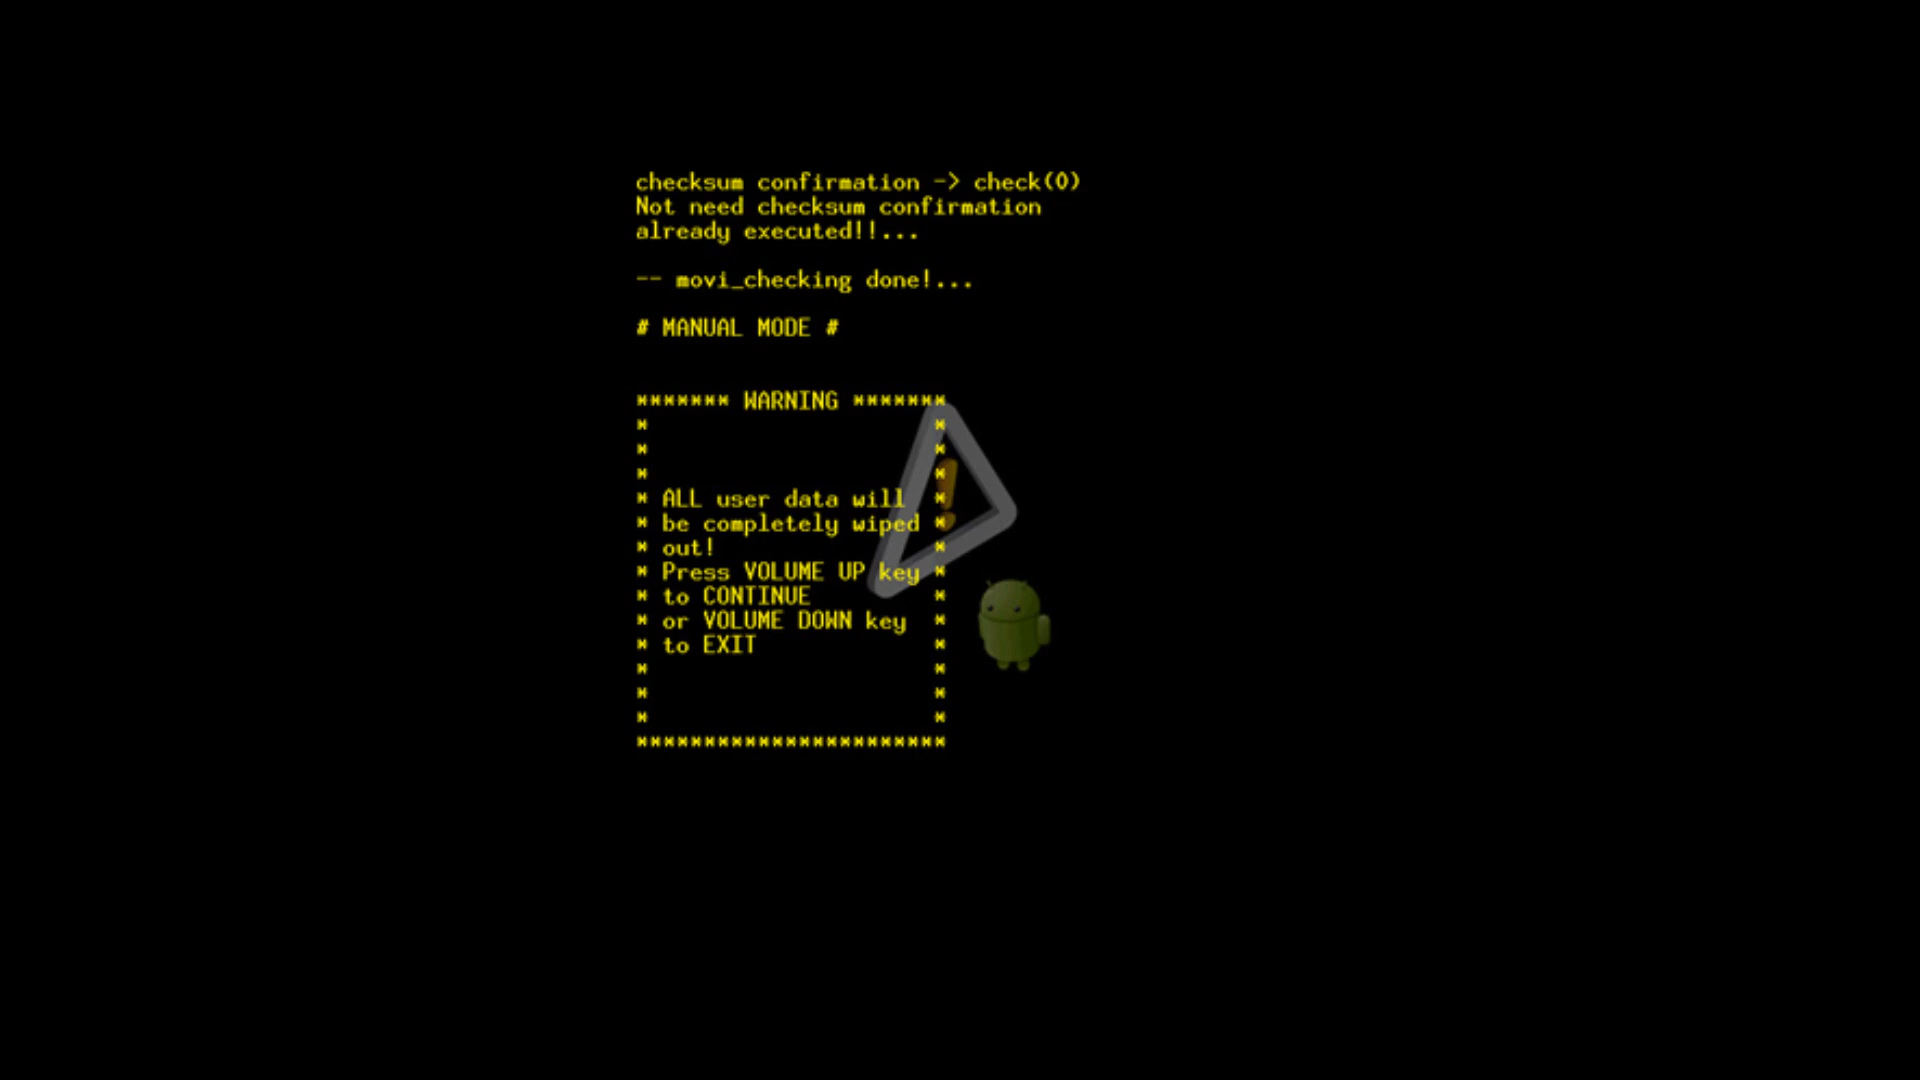 checksum confirmation -> check(0)
Not need checksum confirmation
already executed!!...
-- movi_checking done!...
# MANUAL MODE #
******* WARNING *******
* *
* *
* *
* ALL user data will *
* be completely wiped *
* out! *
* Press VOLUME UP key *
* to CONTINUE *
* or VOLUME DOWN key *
* to EXIT *
* *
* *
* *
***********************